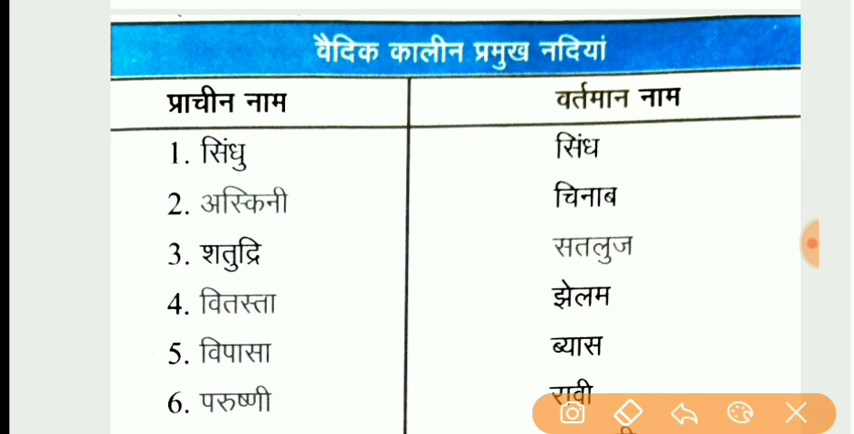 वैदिक कालीन प्रमुख नदियां
प्राचीन नाम वर्तमान नाम
1. सिंधु सिंध
2. अस्किनी चिनाब
3. शतुद्रि सतलुज
4. वितस्ता झेलम
5. विपासा ब्यास
6. परुष्णी रावी